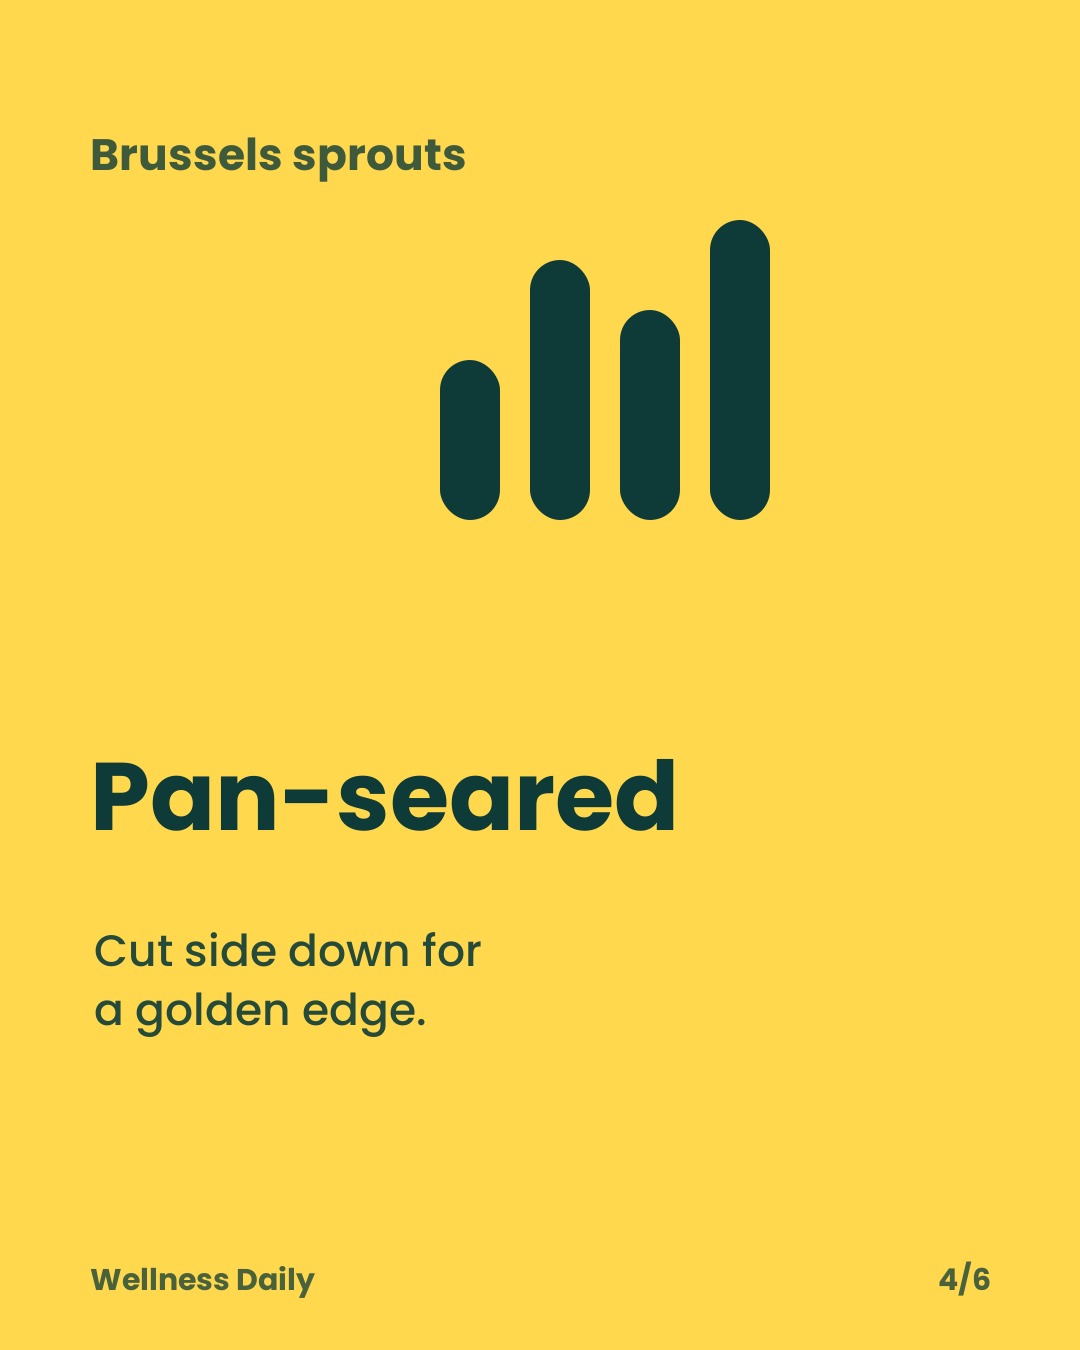 Brussels sprouts
Pan-seared
Cut side down for
a golden edge.
Wellness Daily
4/6